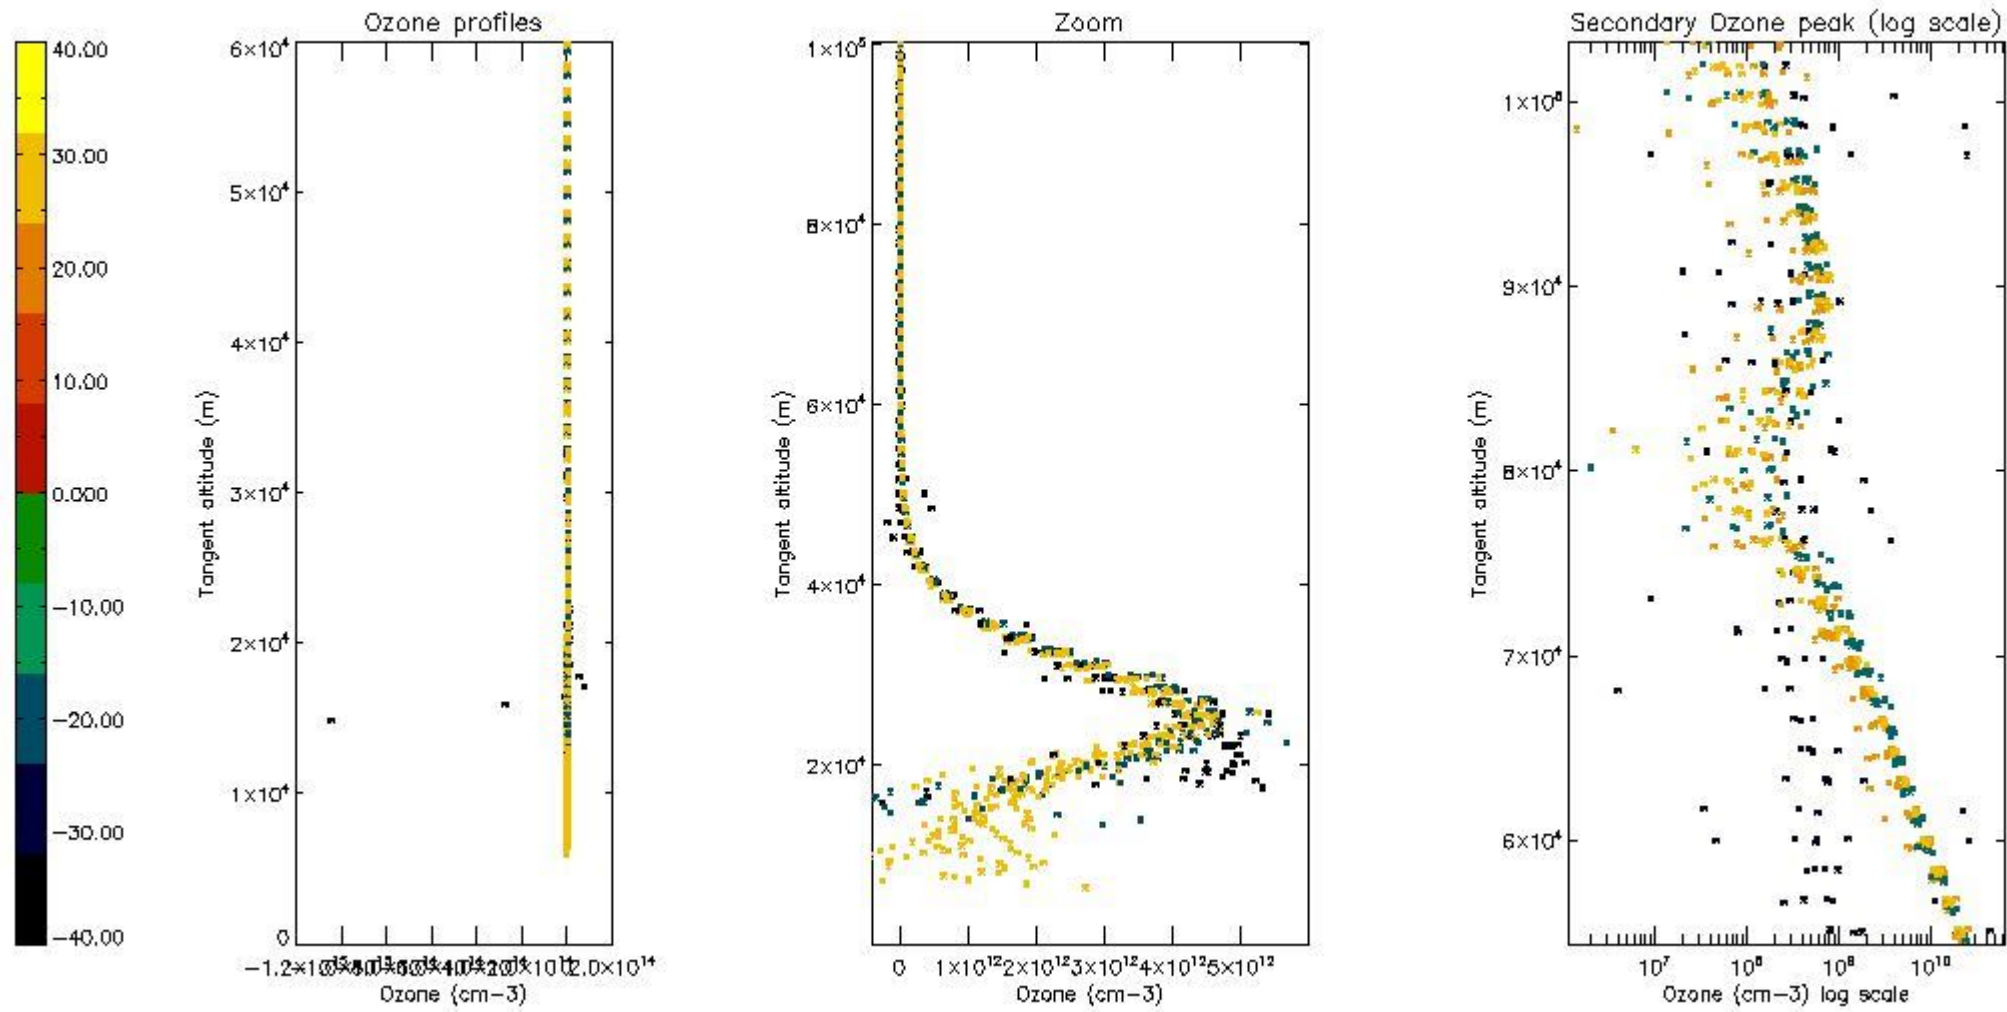 Ozone profiles
Zoom
Secondary Ozone peak (log scale)
40.00
30.00
20.00
10.00
-10.00
-20.00
-30.00
-40.00
6×10⁴
5×10⁴
4×10⁴
3×10⁴
2×10⁴
1×10⁴
0
Tangent altitude (m)
2.0×10¹⁴
Ozone (cm-3)
1×10⁵
8×10⁴
6×10⁴
4×10⁴
2×10⁴
Tangent altitude (m)
0 1×10¹² 2×10¹² 3×10¹² 4×10¹² 5×10¹²
Ozone (cm-3)
1×10⁵
9×10⁴
8×10⁴
7×10⁴
6×10⁴
Tangent altitude (m)
10⁷ 10⁸ 10⁹ 10¹⁰
Ozone (cm-3) log scale